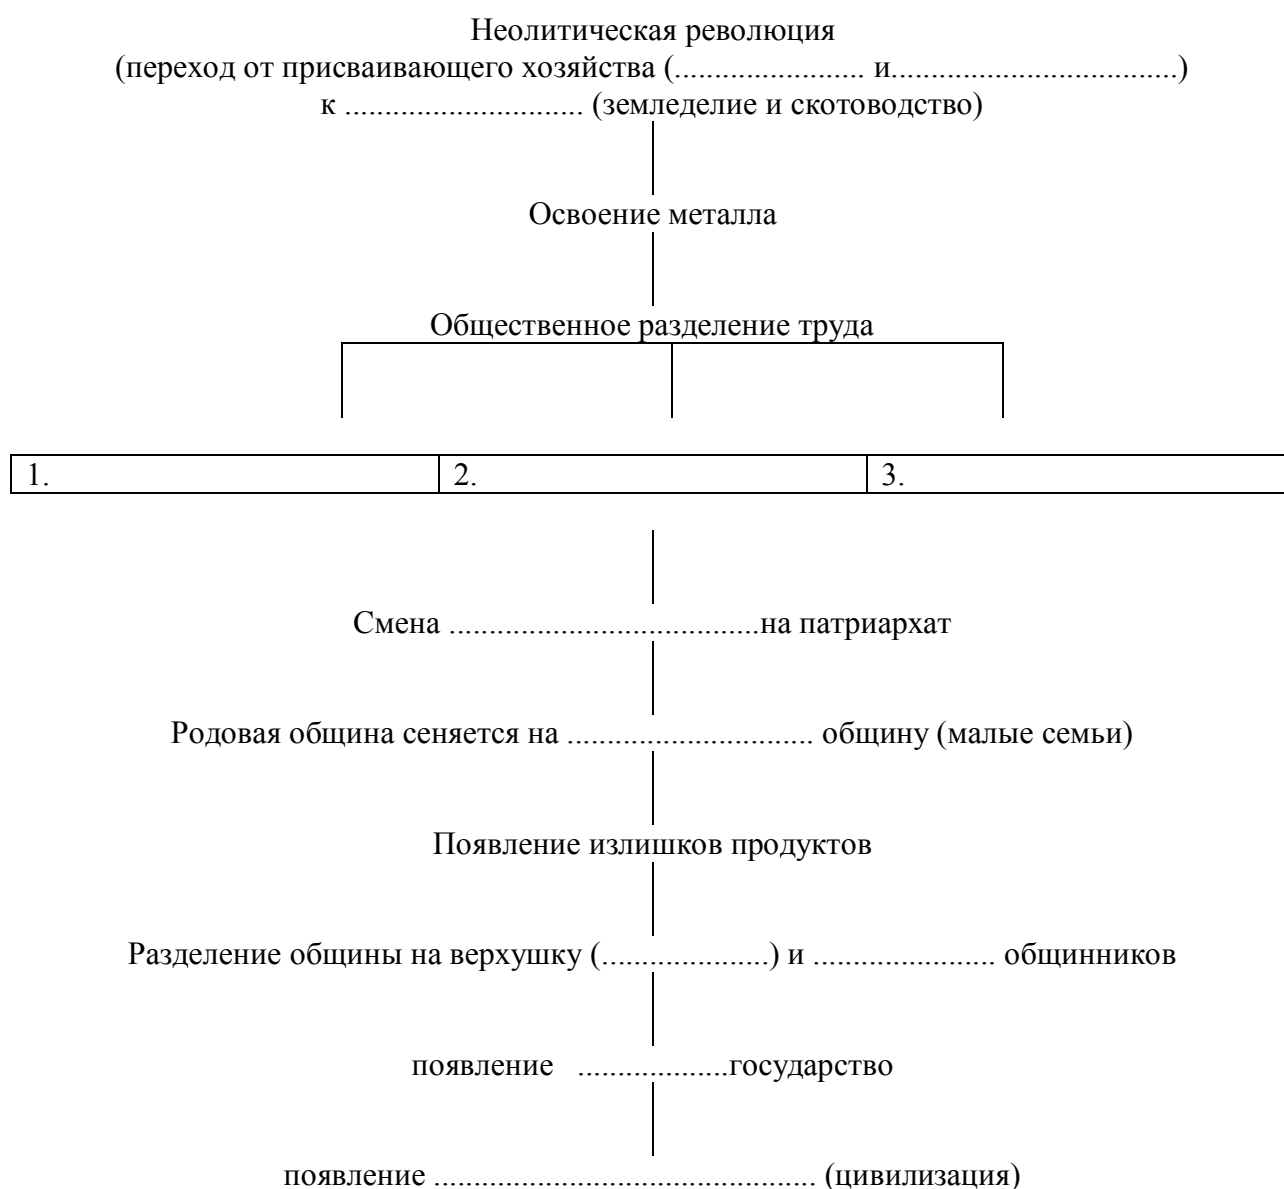 Неолитическая революция
(переход от присваивающего хозяйства (........................ и....................................)
к .............................. (земледелие и скотоводство)
Освоение металла
Общественное разделение труда
1. 2. 3.
Смена .......................................на патриархат
Родовая община сеняется на ............................... общину (малые семьи)
Появление излишков продуктов
Разделение общины на верхушку (.....................) и ....................... общинников
появление ...................государство
появление ................................................ (цивилизация)